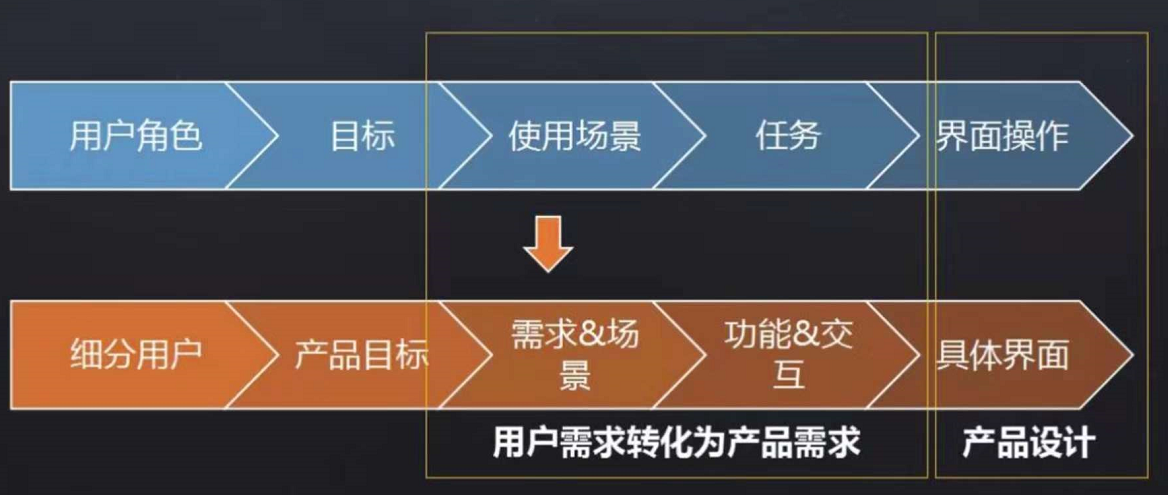 用户角色
目标
使用场景
任务
界面操作
细分用户
产品目标
需求&场
景
功能&交
互
具体界面
用户需求转化为产品需求
产品设计